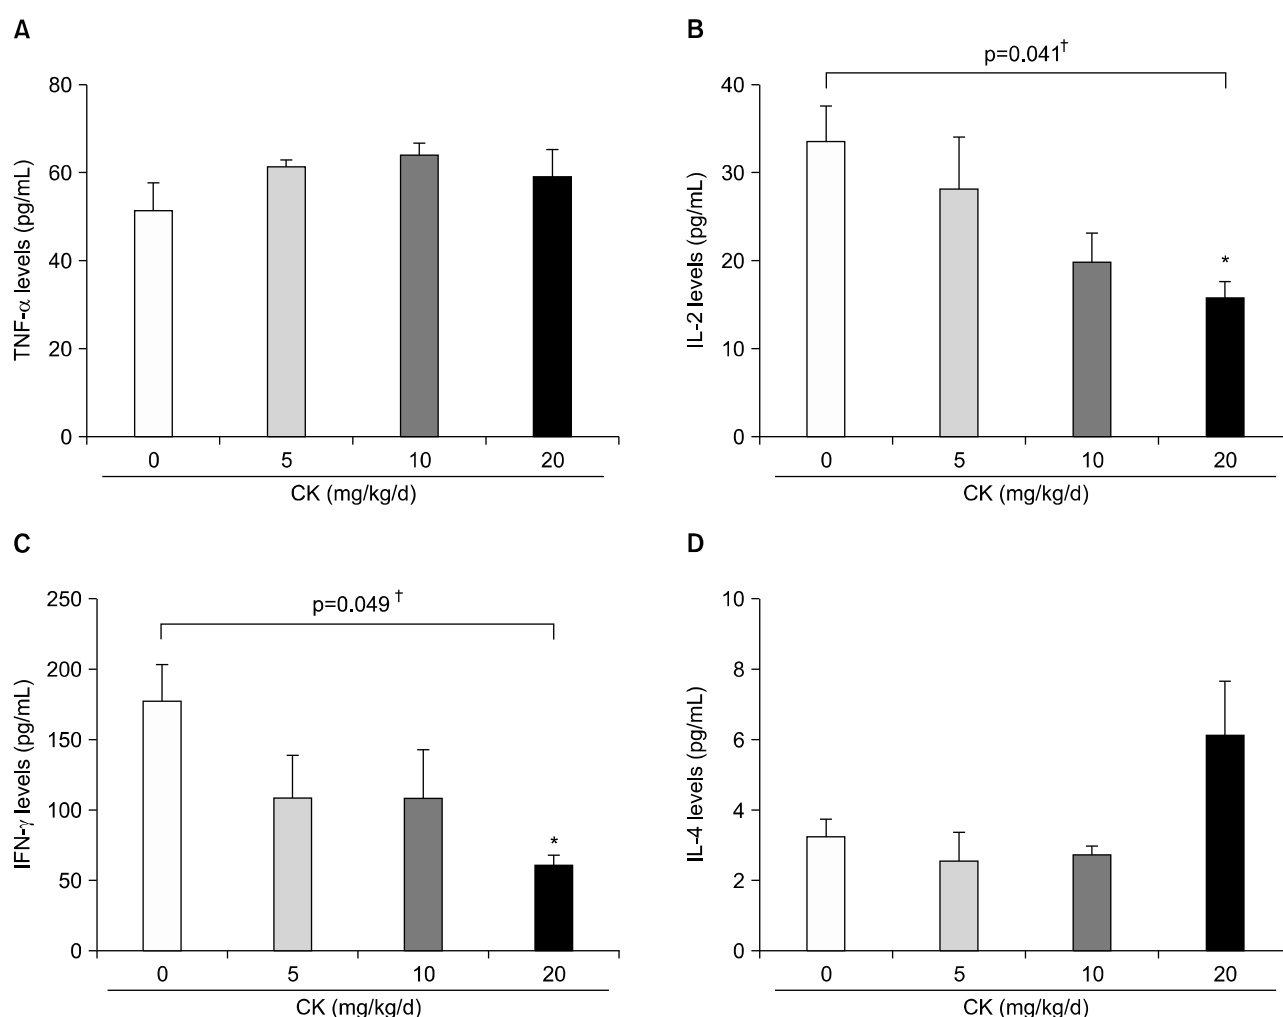 A
TNF-α levels (pg/mL)
80
60
40
20
0
0 5 10 20
CK (mg/kg/d)
B
p=0.041†
IL-2 levels (pg/mL)
40
30
20
10
0
*
0 5 10 20
CK (mg/kg/d)
C
p=0.049 †
IFN-γ levels (pg/mL)
250
200
150
100
50
0
*
0 5 10 20
CK (mg/kg/d)
D
IL-4 levels (pg/mL)
10
8
6
4
2
0
0 5 10 20
CK (mg/kg/d)